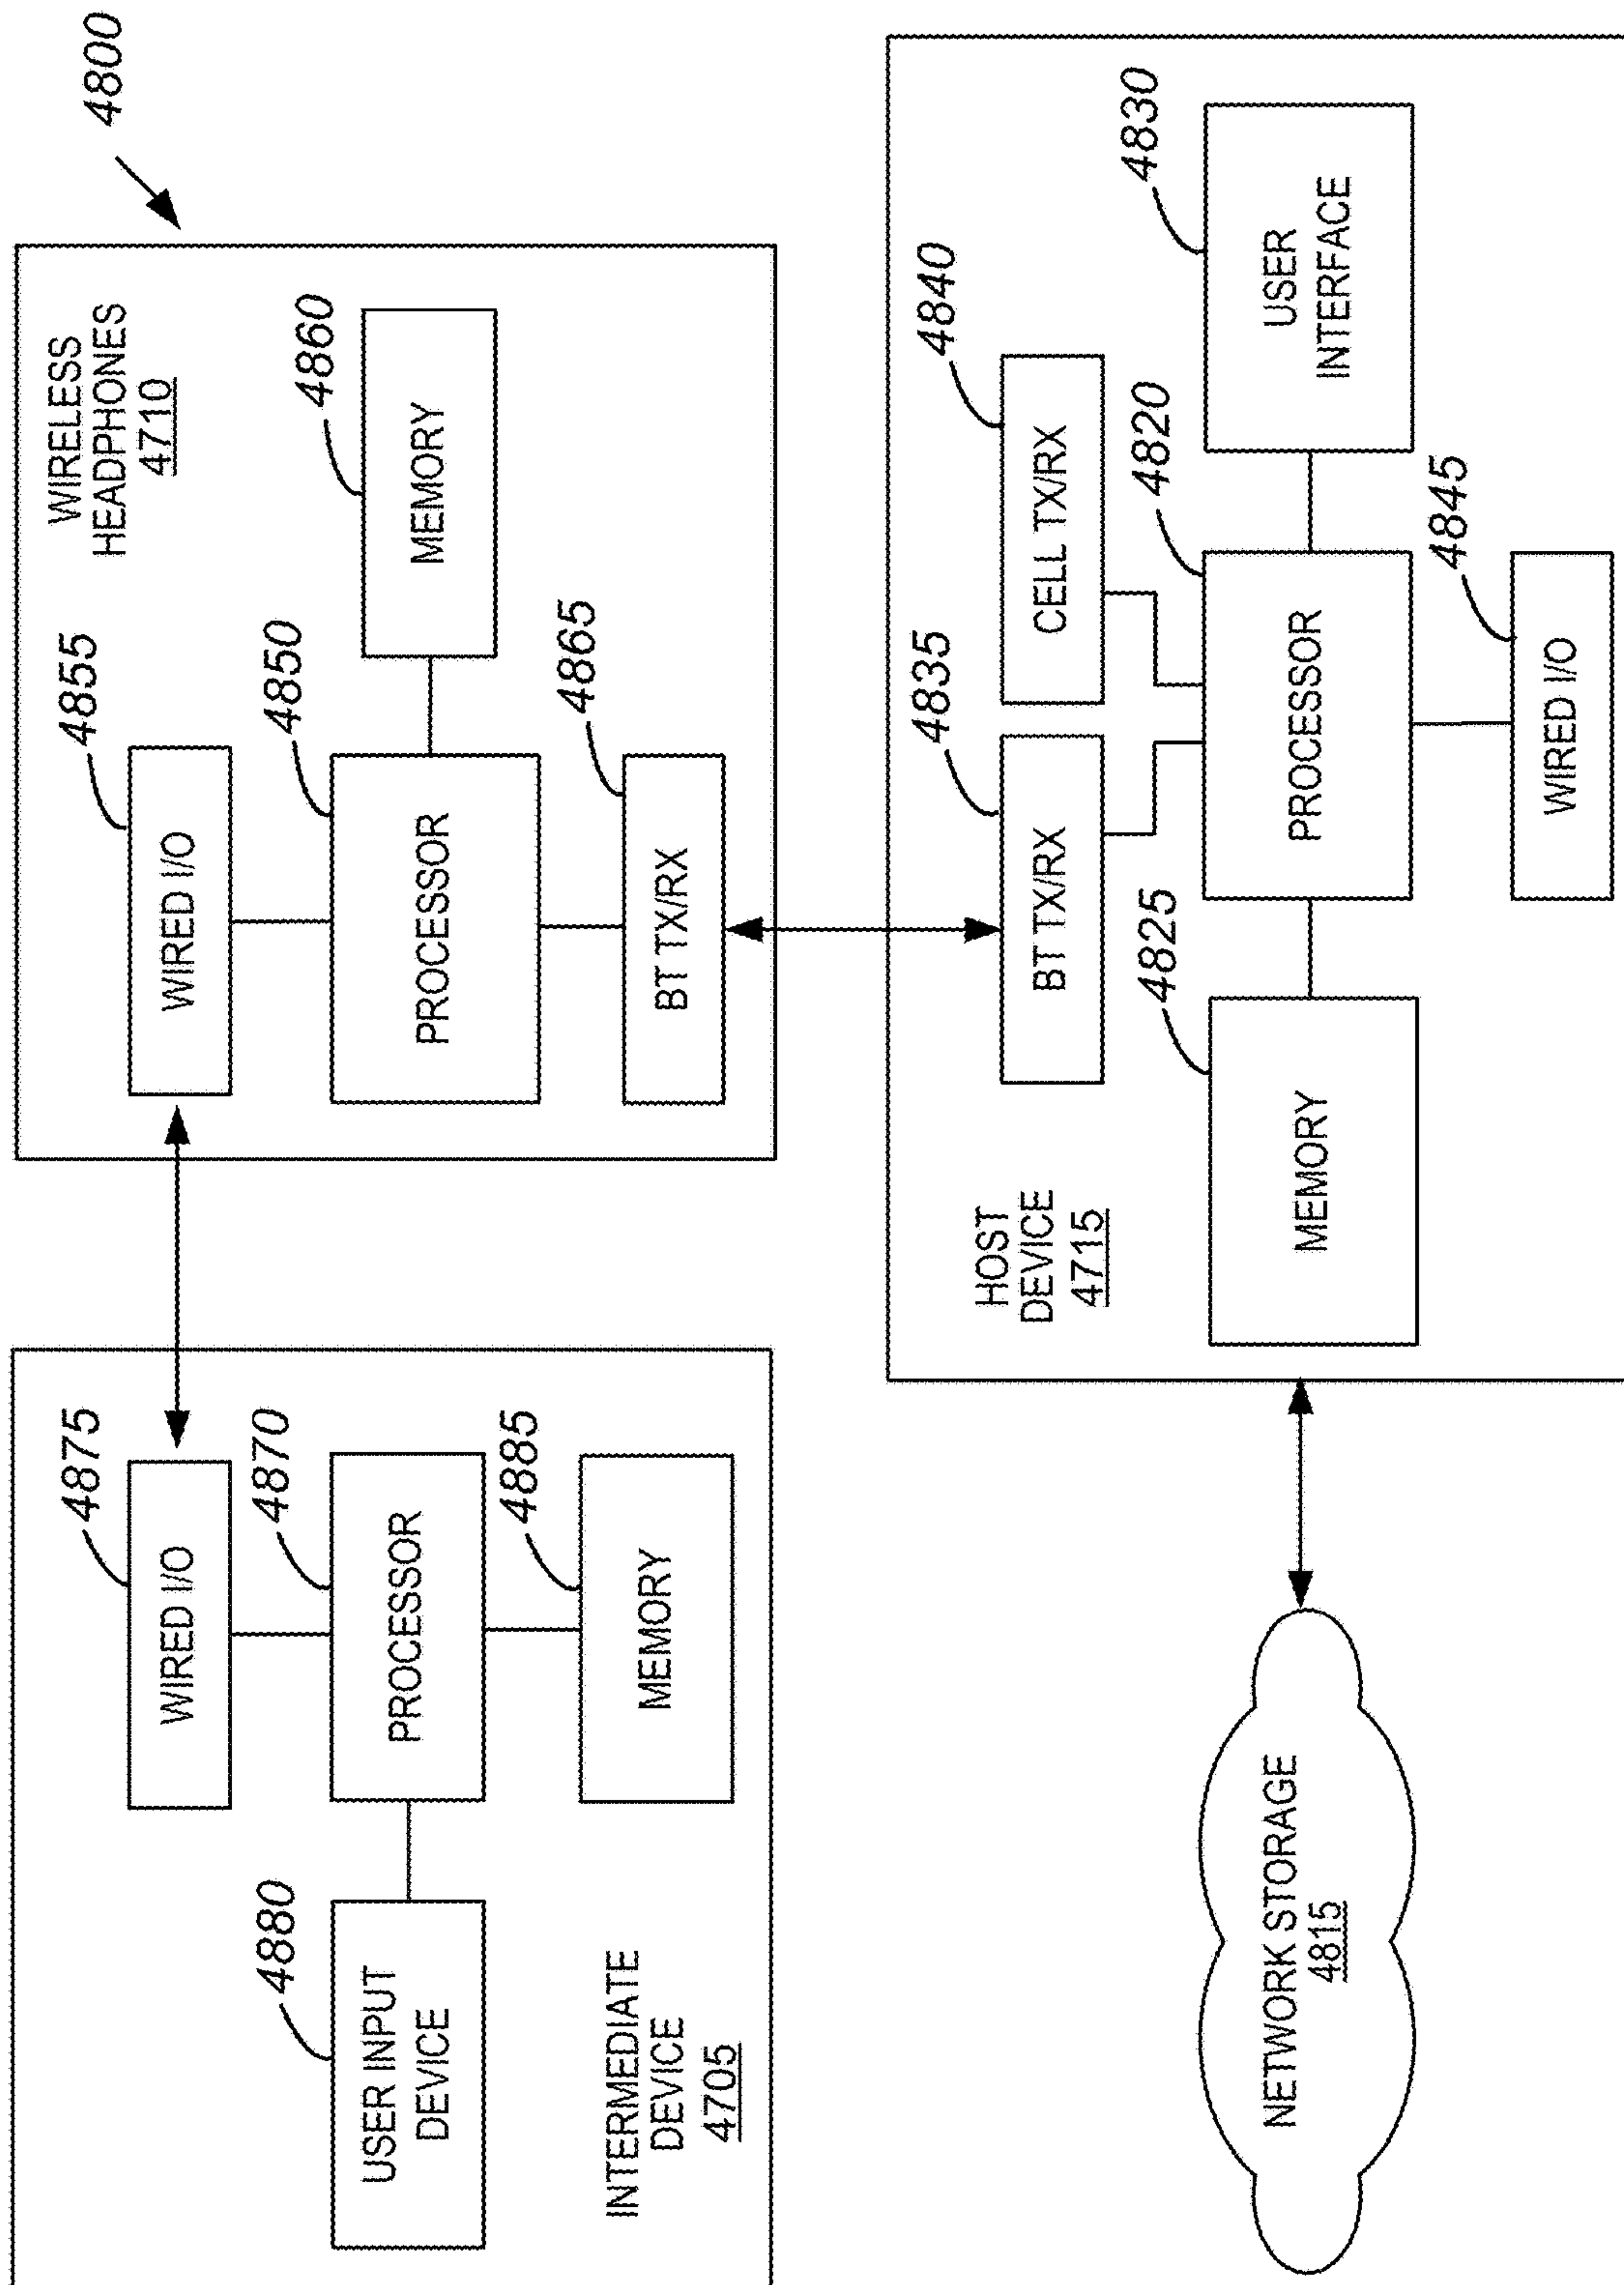 4800
WIRELESS
HEADPHONES
4710
4855
WIRED I/O
4850
PROCESSOR
4860
MEMORY
4865
BT TX/RX
4875
WIRED I/O
4870
PROCESSOR
4880
USER INPUT
DEVICE
4885
MEMORY
INTERMEDIATE
DEVICE
4705
HOST
DEVICE
4715
4835
BT TX/RX
4840
CELL TX/RX
4825
MEMORY
4820
PROCESSOR
4830
USER
INTERFACE
4845
WIRED I/O
NETWORK STORAGE
4815